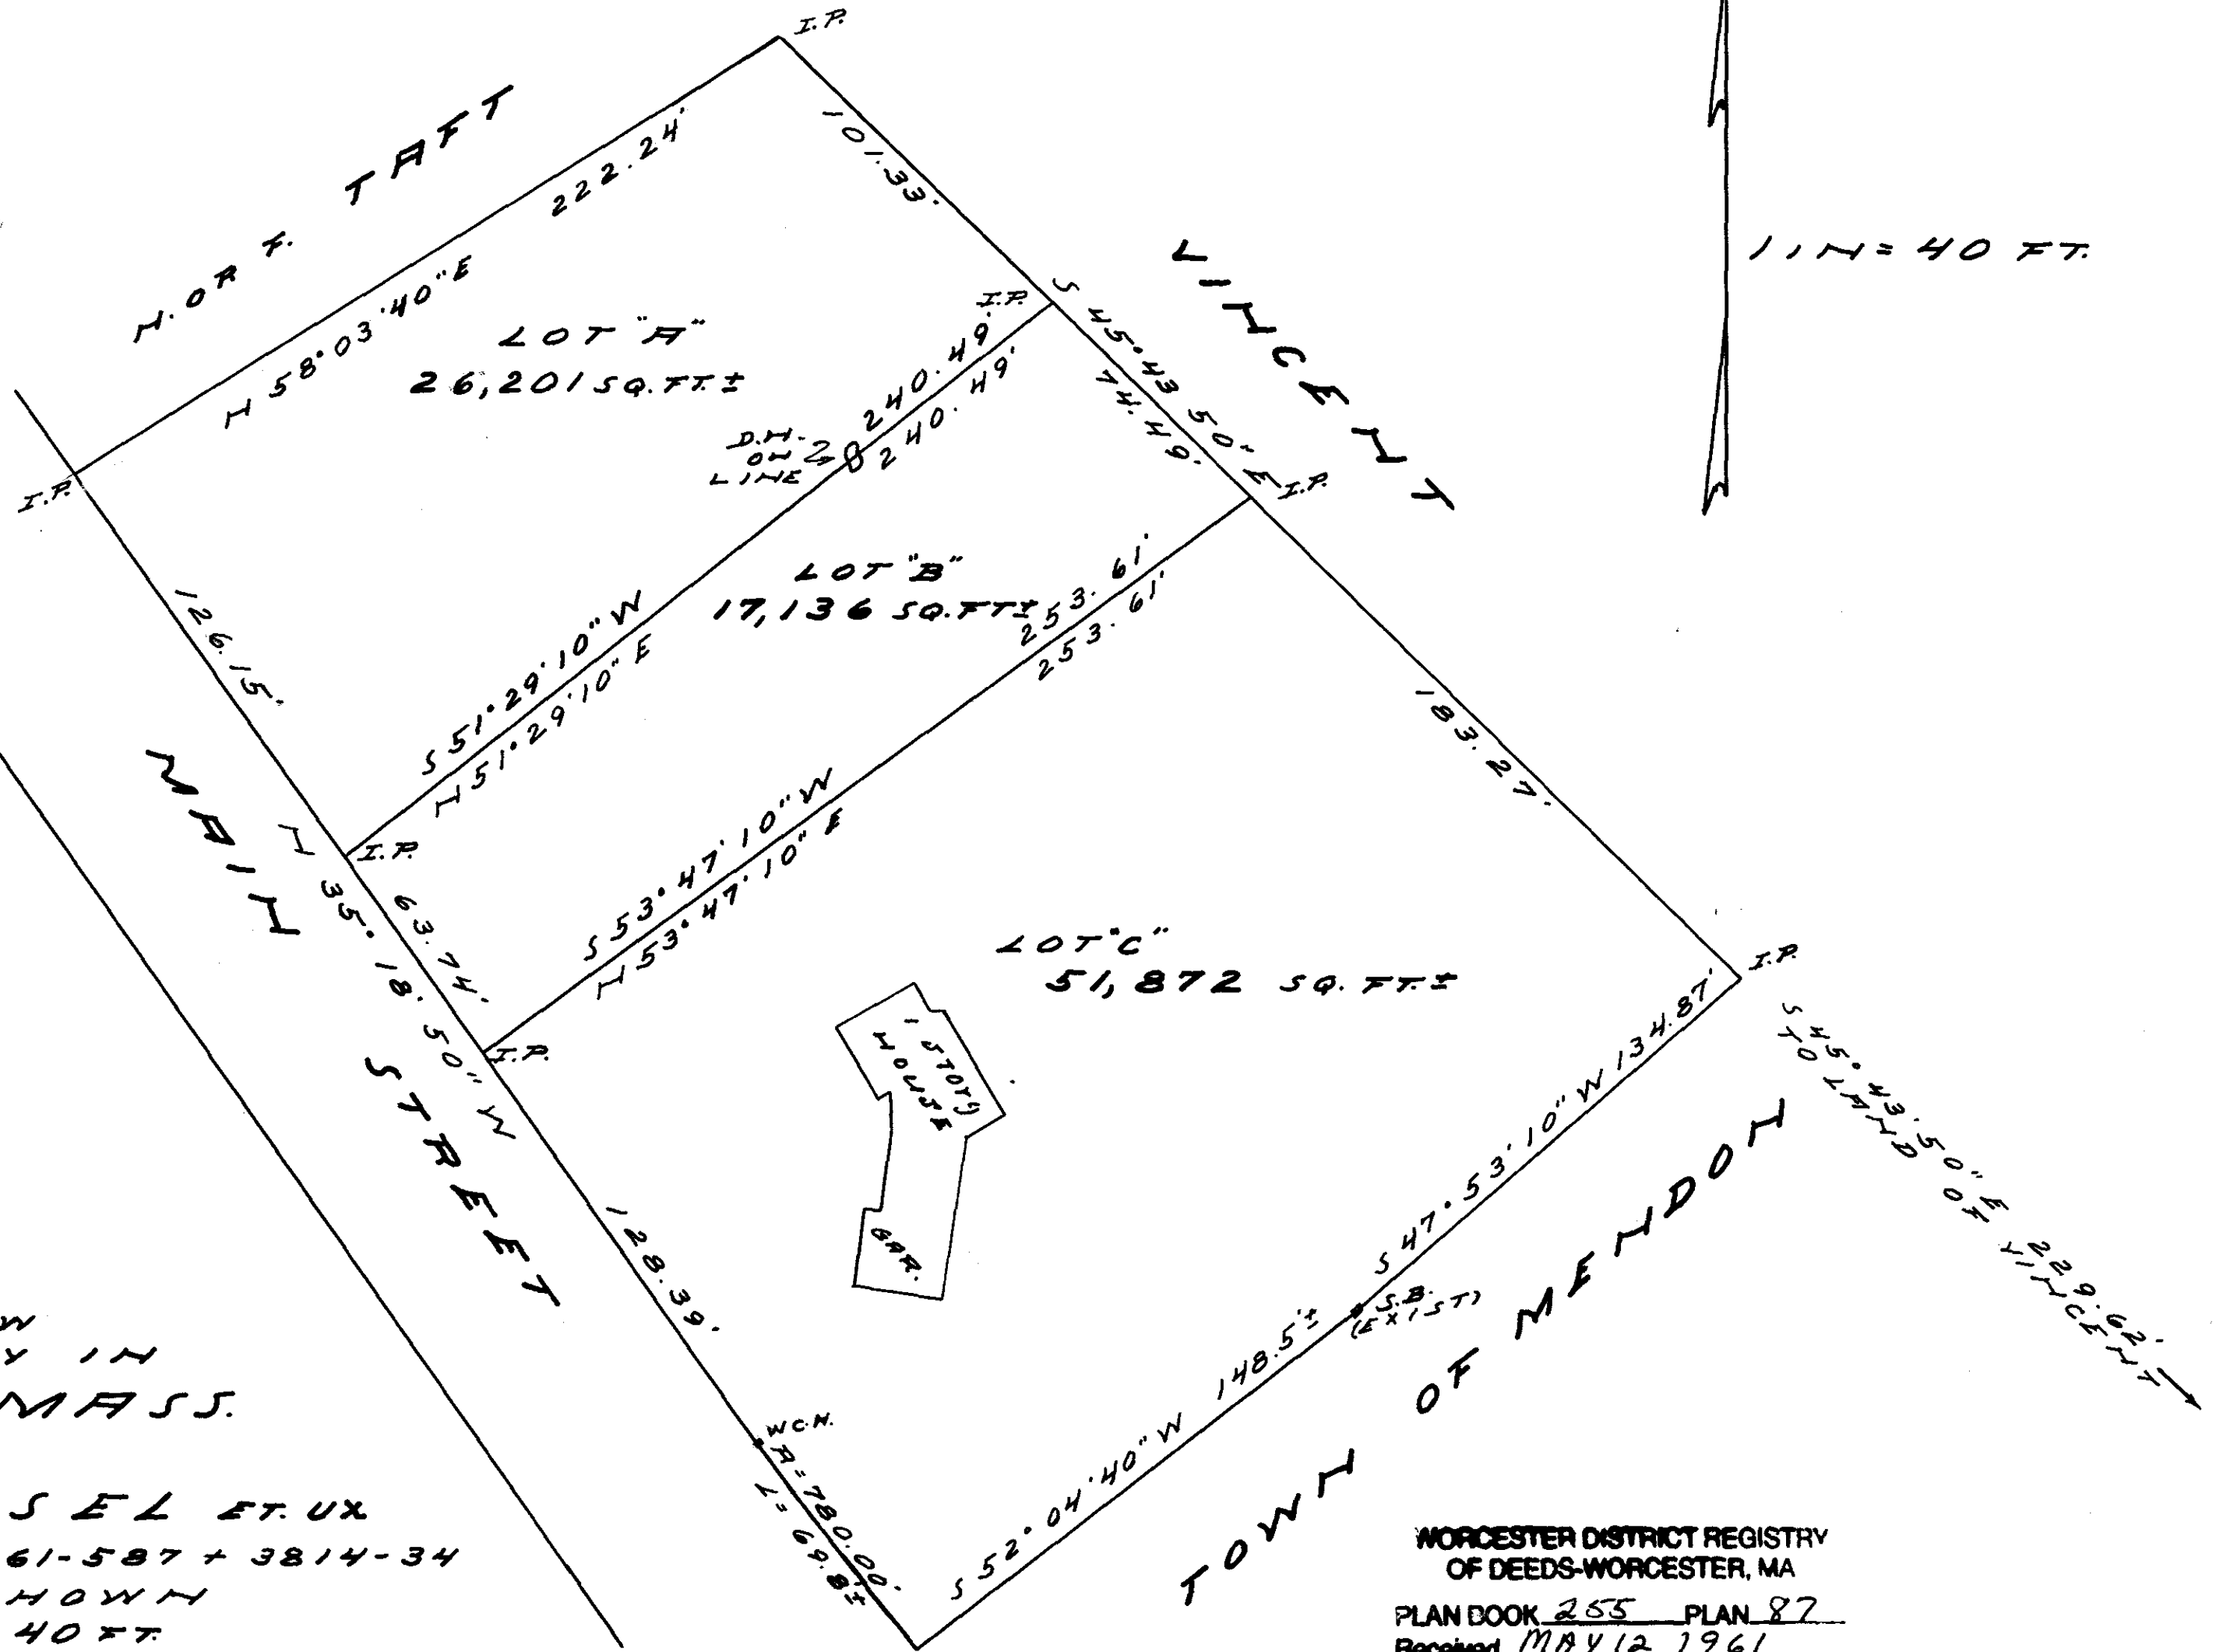 I.P.
N. OR F. TAFT
222.24'
N 58°03'40"E
101.33'
1 IN = 40 FT.
LOT "A"
26,201 SQ.FT.±
I.P.
VINCENT
S 45°43'50"E
240.49'
240.49'
74.49'
D.H.
ON
LINE
I.P.
I.P.
LOT "B"
17,136 SQ.FT.±
253.61'
253.61'
126.15'
S 51°29'10"W
N 51°29'10"E
183.27'
MAIN STREET
N 35°18'50"W
I.P.
63.74'
S 53°47'10"W
N 53°47'10"E
I.P.
LOT "C"
51,872 SQ. FT.±
I.P.
1 STORY
HOUSE
GAR.
S 47°53'10"W 134.87'
S 45°43'50"E 229.62'
TO LAND OF VINCENT
128.39'
S.B.
(EXIST)
148.5'±
S 52°04'40"W
TOWN OF MENDON
W.C.H.
R=780.00'
L=69.8'±
W
Y IN
MASS.
SEL ET. UX
61-587 + 3814-34
HOWN
40 FT.
WORCESTER DISTRICT REGISTRY
OF DEEDS-WORCESTER, MA
PLAN BOOK 255 PLAN 87
Received MAY 12 1961